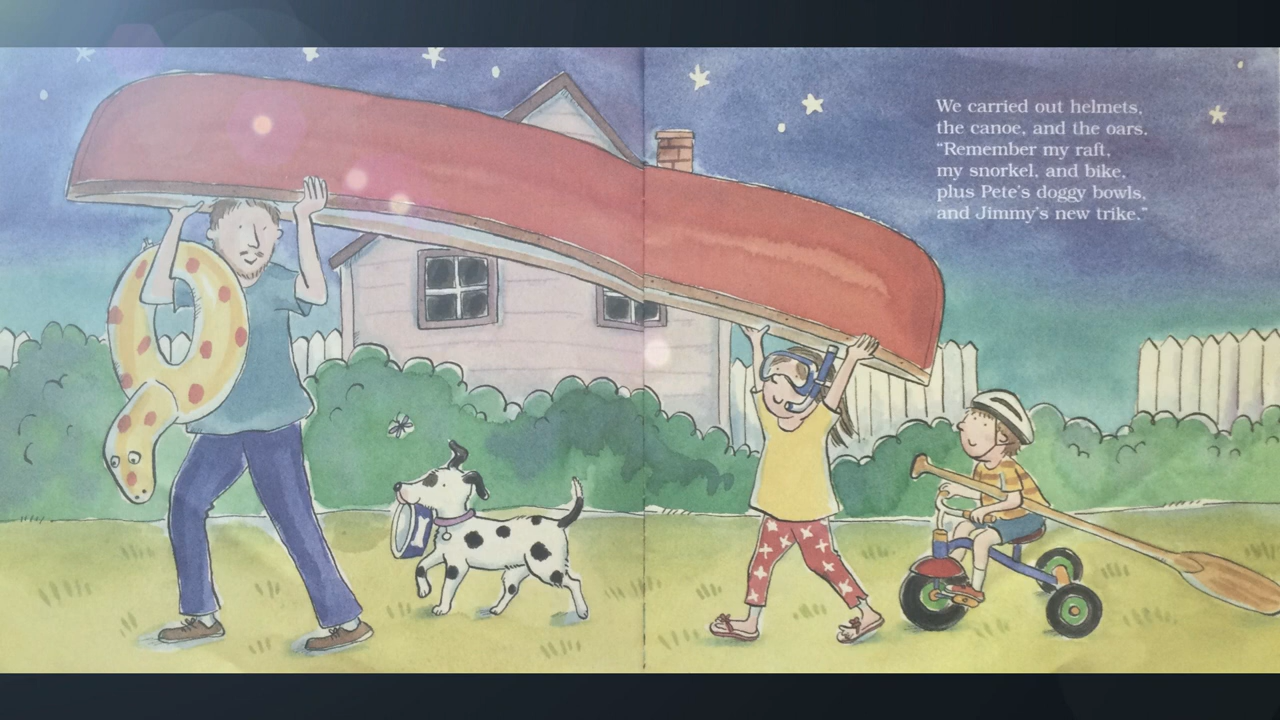 We carried out helmets,
the canoe, and the oars.
“Remember my raft,
my snorkel, and bike,
plus Pete’s doggy bowls,
and Jimmy’s new trike.”